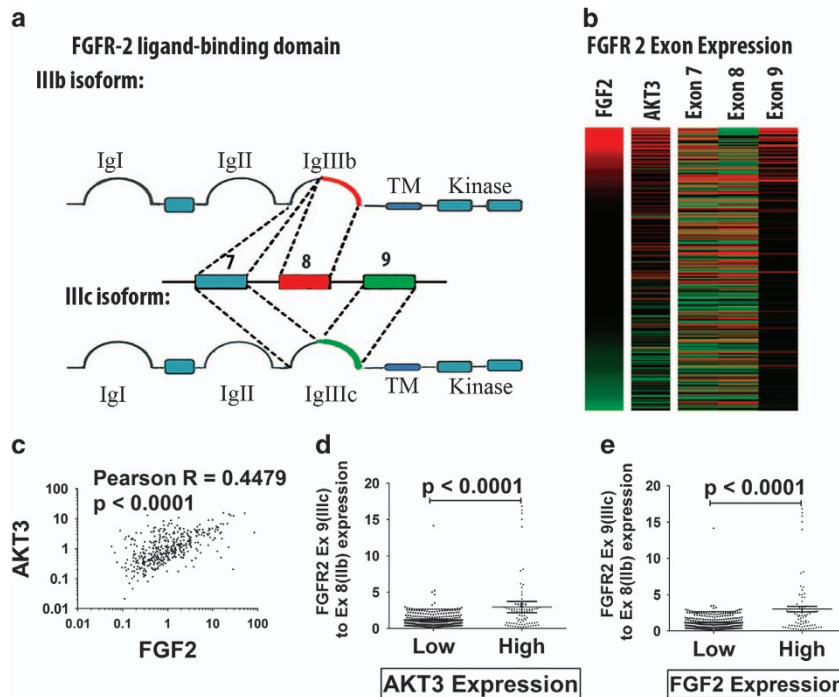 a
FGFR-2 ligand-binding domain
IIIb isoform:
IgI
IgII
IgIIIb
TM
Kinase
7
8
9
IIIc isoform:
IgI
IgII
IgIIIc
TM
Kinase
b
FGFR 2 Exon Expression
FGF2
AKT3
Exon 7
Exon 8
Exon 9
c
Pearson R = 0.4479
p < 0.0001
AKT3
100
10
1
0.1
0.01
0.01
0.1
1
10
100
FGF2
d
FGFR2 Ex 9(IIIc)
to Ex 8(IIb) expression
20
15
10
5
0
p < 0.0001
Low
High
AKT3 Expression
e
FGFR2 Ex 9(IIIc)
to Ex 8(IIb) expression
20
15
10
5
0
p < 0.0001
Low
High
FGF2 Expression